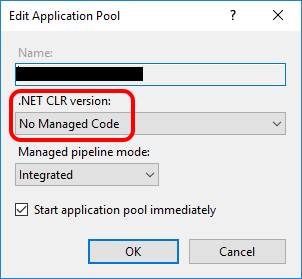 Edit Application Pool
Name:
.NET CLR version:
No Managed Code
Managed pipeline mode:
Integrated
Start application pool immediately
OK
Cancel